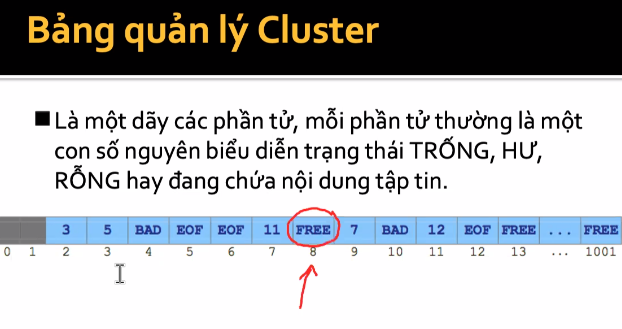 Bảng quản lý Cluster
Là một dãy các phần tử, mỗi phần tử thường là một
con số nguyên biểu diễn trạng thái TRỐNG, HƯ,
RỖNG hay đang chứa nội dung tập tin.
3 5 BAD EOF EOF 11 FREE 7 BAD 12 EOF FREE ... FREE
0 1 2 3 4 5 6 7 8 9 10 11 12 13 ... 1001